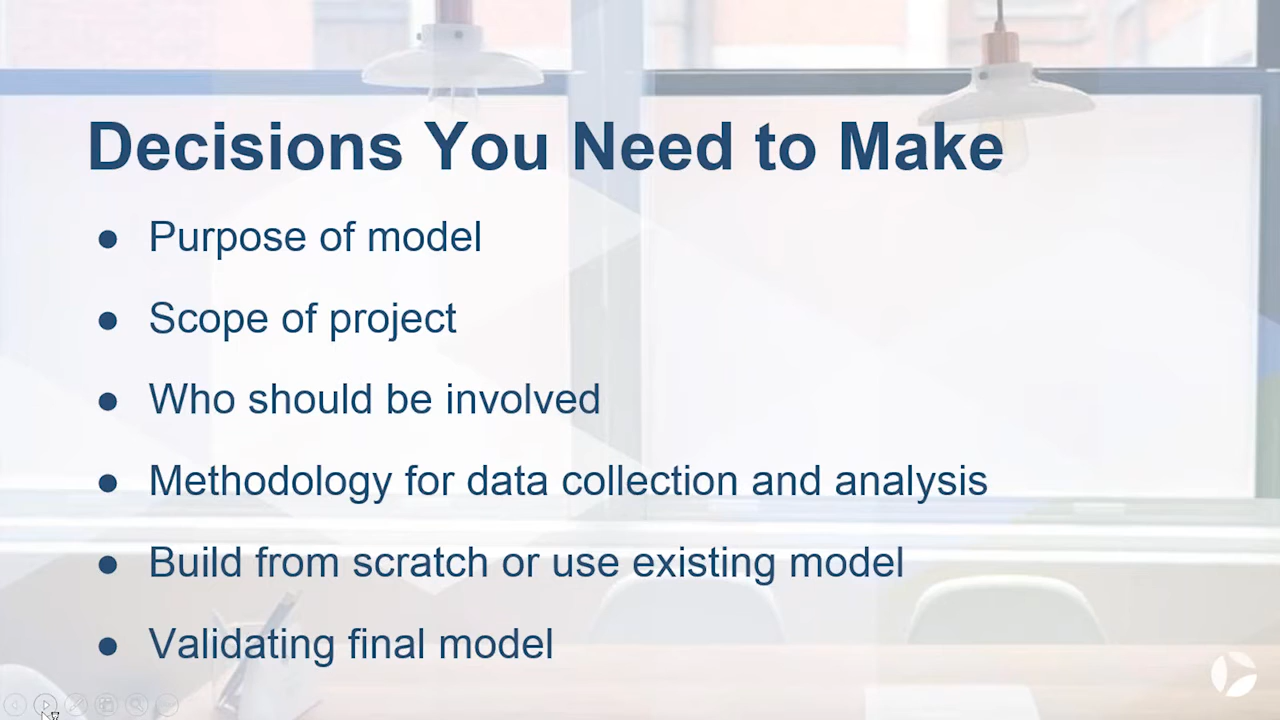 Decisions You Need to Make
● Purpose of model
● Scope of project
● Who should be involved
● Methodology for data collection and analysis
● Build from scratch or use existing model
● Validating final model